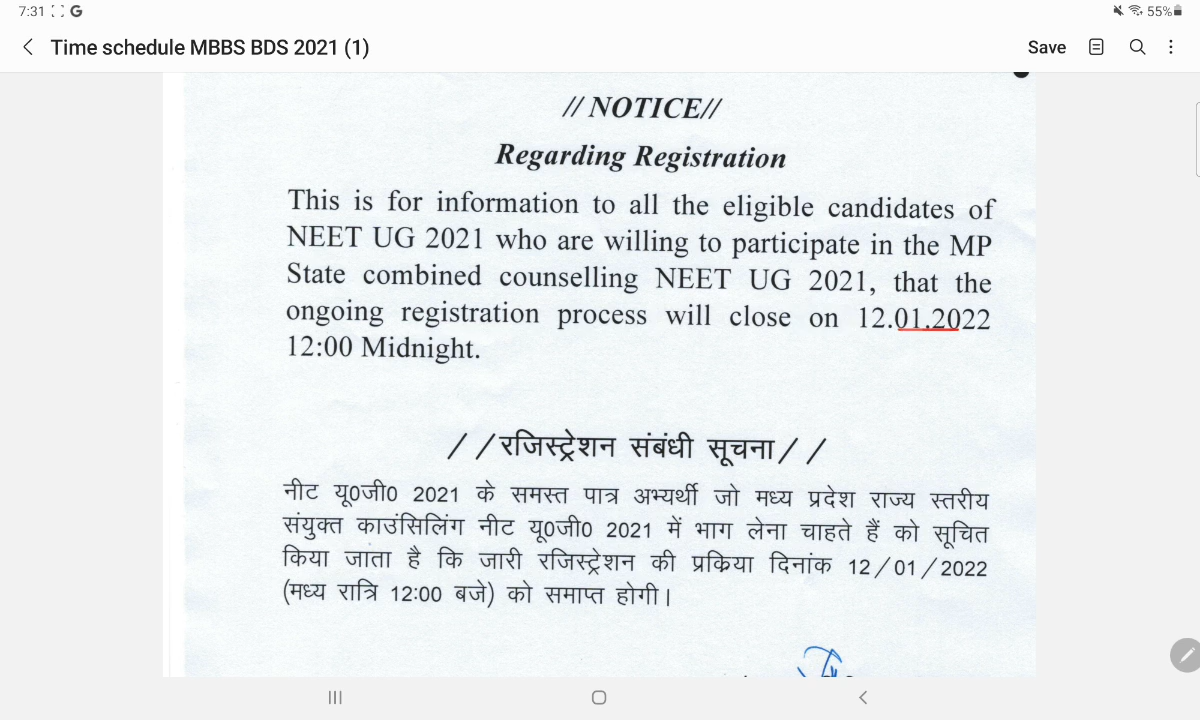 7:31 G 55%
Time schedule MBBS BDS 2021 (1) Save
// NOTICE//
Regarding Registration
This is for information to all the eligible candidates of
NEET UG 2021 who are willing to participate in the MP
State combined counselling NEET UG 2021, that the
ongoing registration process will close on 12.01.2022
12:00 Midnight.
//रजिस्ट्रेशन संबंधी सूचना//
नीट यू0जी0 2021 के समस्त पात्र अभ्यर्थी जो मध्य प्रदेश राज्य स्तरीय
संयुक्त काउंसिलिंग नीट यू0जी0 2021 में भाग लेना चाहते हैं को सूचित
किया जाता है कि जारी रजिस्ट्रेशन की प्रकिया दिनांक 12/01/2022
(मध्य रात्रि 12:00 बजे) को समाप्त होगी।